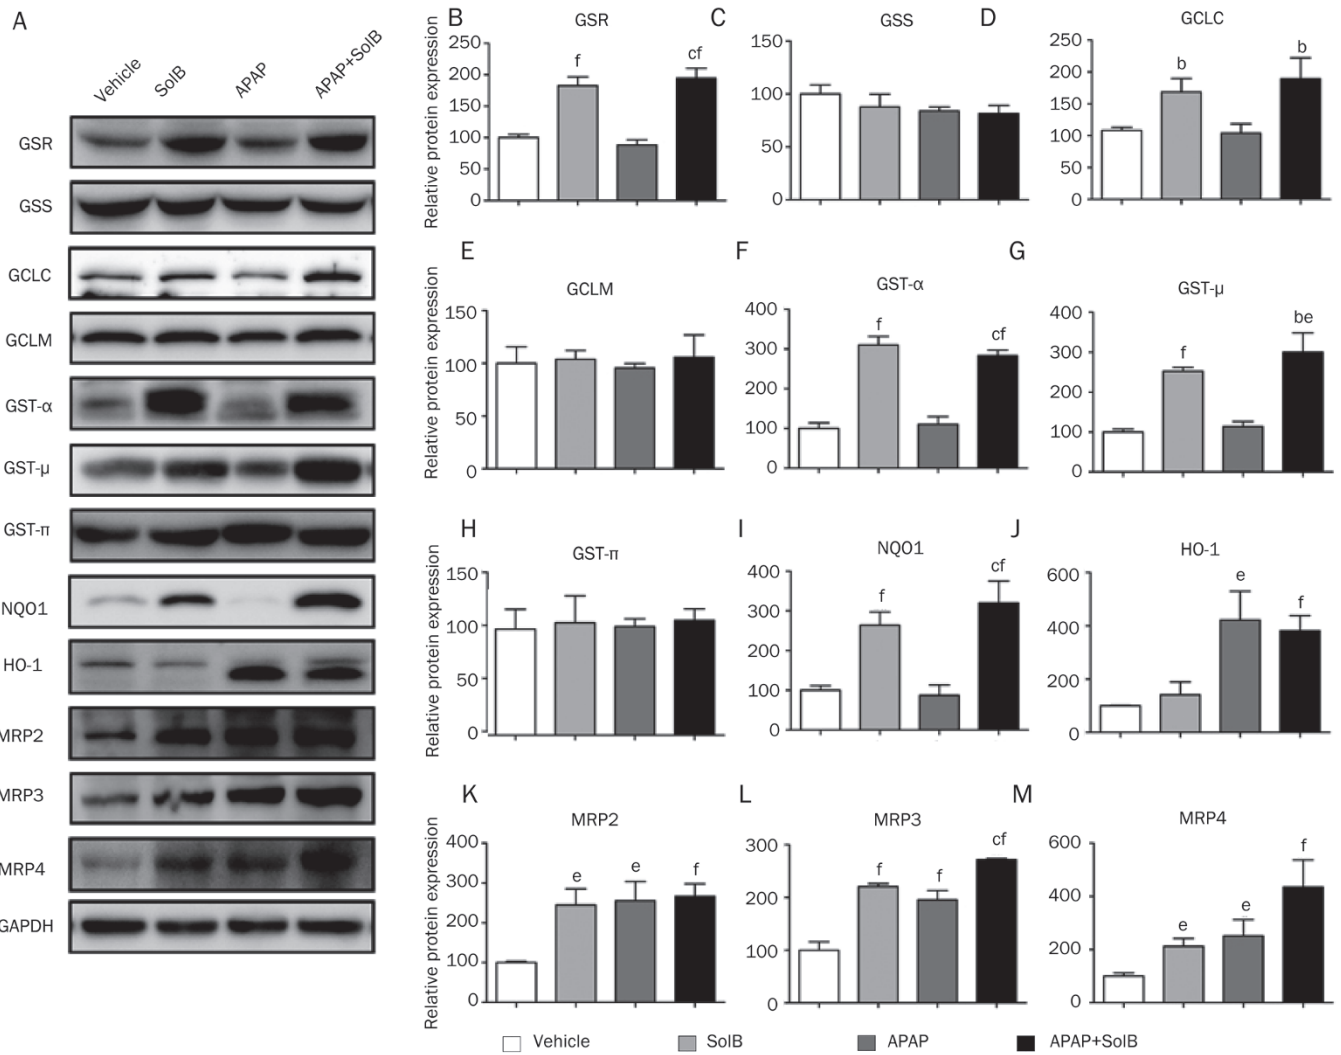 A
Vehicle
SolB
APAP
APAP+SolB
GSR
GSS
GCLC
GCLM
GST-α
GST-μ
GST-π
NQO1
HO-1
MRP2
MRP3
MRP4
GAPDH
B
GSR
Relative protein expression
250
200
150
100
50
0
f
cf
C
GSS
150
100
50
0
D
GCLC
250
200
150
100
50
0
b
b
E
GCLM
Relative protein expression
150
100
50
0
F
GST-α
400
300
200
100
0
f
cf
G
GST-μ
400
300
200
100
0
f
be
H
GST-π
Relative protein expression
150
100
50
0
I
NQO1
400
300
200
100
0
f
cf
J
HO-1
600
400
200
0
e
f
K
MRP2
Relative protein expression
400
300
200
100
0
e
e
f
L
MRP3
300
200
100
0
f
f
cf
M
MRP4
600
400
200
0
e
e
f
Vehicle
SolB
APAP
APAP+SolB